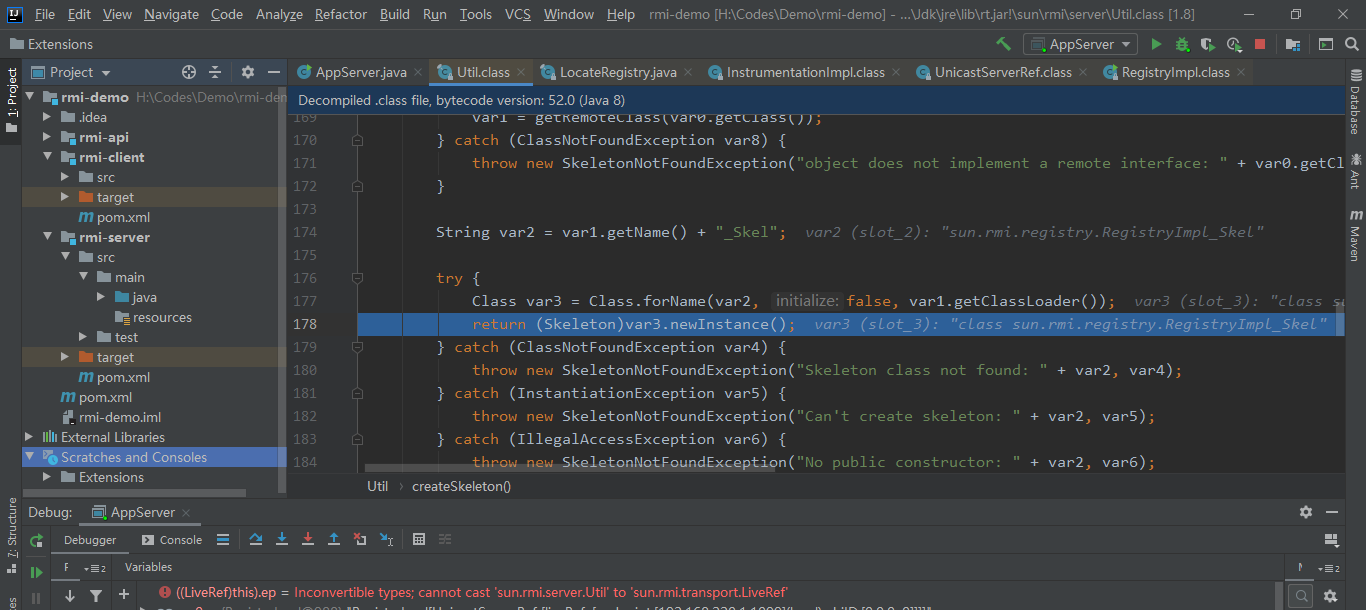 File Edit View Navigate Code Analyze Refactor Build Run Tools VCS Window Help rmi-demo [H:\Codes\Demo\rmi-demo] - ...\Jdk\jre\lib\rt.jar!\sun\rmi\server\Util.class [1.8]
Extensions
AppServer
1: Project
Project
AppServer.java
Util.class
LocateRegistry.java
InstrumentationImpl.class
UnicastServerRef.class
RegistryImpl.class
rmi-demo H:\Codes\Demo\rmi-den
.idea
rmi-api
rmi-client
src
target
pom.xml
rmi-server
src
main
java
resources
test
target
pom.xml
pom.xml
rmi-demo.iml
External Libraries
Scratches and Consoles
Extensions
Decompiled .class file, bytecode version: 52.0 (Java 8)
169 var1 = getRemoteClass(var0.getClass());
170 } catch (ClassNotFoundException var8) {
171 throw new SkeletonNotFoundException("object does not implement a remote interface: " + var0.getCl
172 }
173
174 String var2 = var1.getName() + "_Skel"; var2 (slot_2): "sun.rmi.registry.RegistryImpl_Skel"
175
176 try {
177 Class var3 = Class.forName(var2, initialize: false, var1.getClassLoader()); var3 (slot_3): "class s
178 return (Skeleton)var3.newInstance(); var3 (slot_3): "class sun.rmi.registry.RegistryImpl_Skel"
179 } catch (ClassNotFoundException var4) {
180 throw new SkeletonNotFoundException("Skeleton class not found: " + var2, var4);
181 } catch (InstantiationException var5) {
182 throw new SkeletonNotFoundException("Can't create skeleton: " + var2, var5);
183 } catch (IllegalAccessException var6) {
184 throw new SkeletonNotFoundException("No public constructor: " + var2, var6);
Util › createSkeleton()
Database
Ant
m Maven
7: Structure
Debug: AppServer
Debugger Console
F 2 Variables
2
((LiveRef)this).ep = Inconvertible types; cannot cast 'sun.rmi.server.Util' to 'sun.rmi.transport.LiveRef'